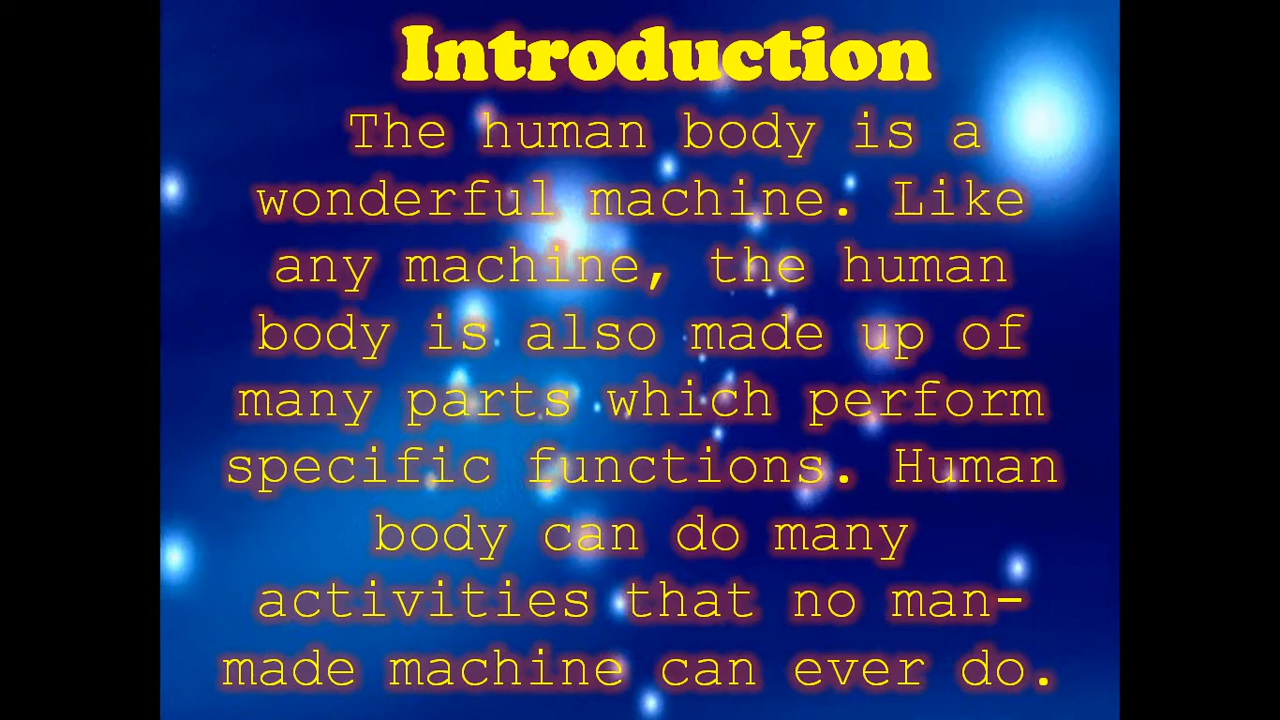 Introduction
The human body is a
wonderful machine. Like
any machine, the human
body is also made up of
many parts which perform
specific functions. Human
body can do many
activities that no man-
made machine can ever do.